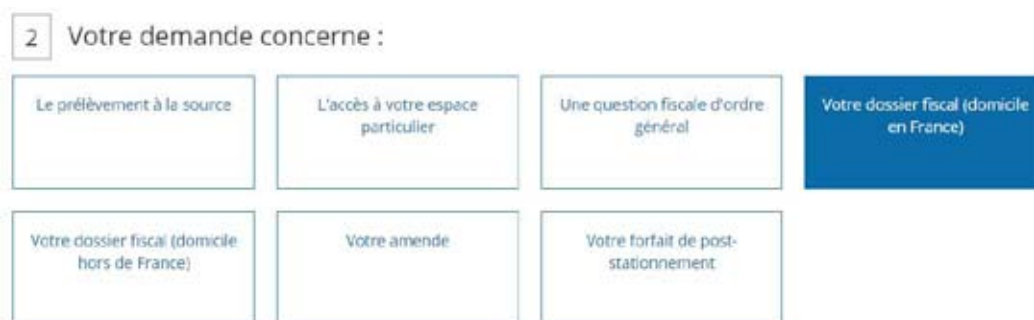 2 Votre demande concerne :
Le prélèvement à la source
L'accès à votre espace
particulier
Une question fiscale d'ordre
général
Votre dossier fiscal (domicile
en France)
Votre dossier fiscal (domicile
hors de France)
Votre amende
Votre forfait de post-
stationnement